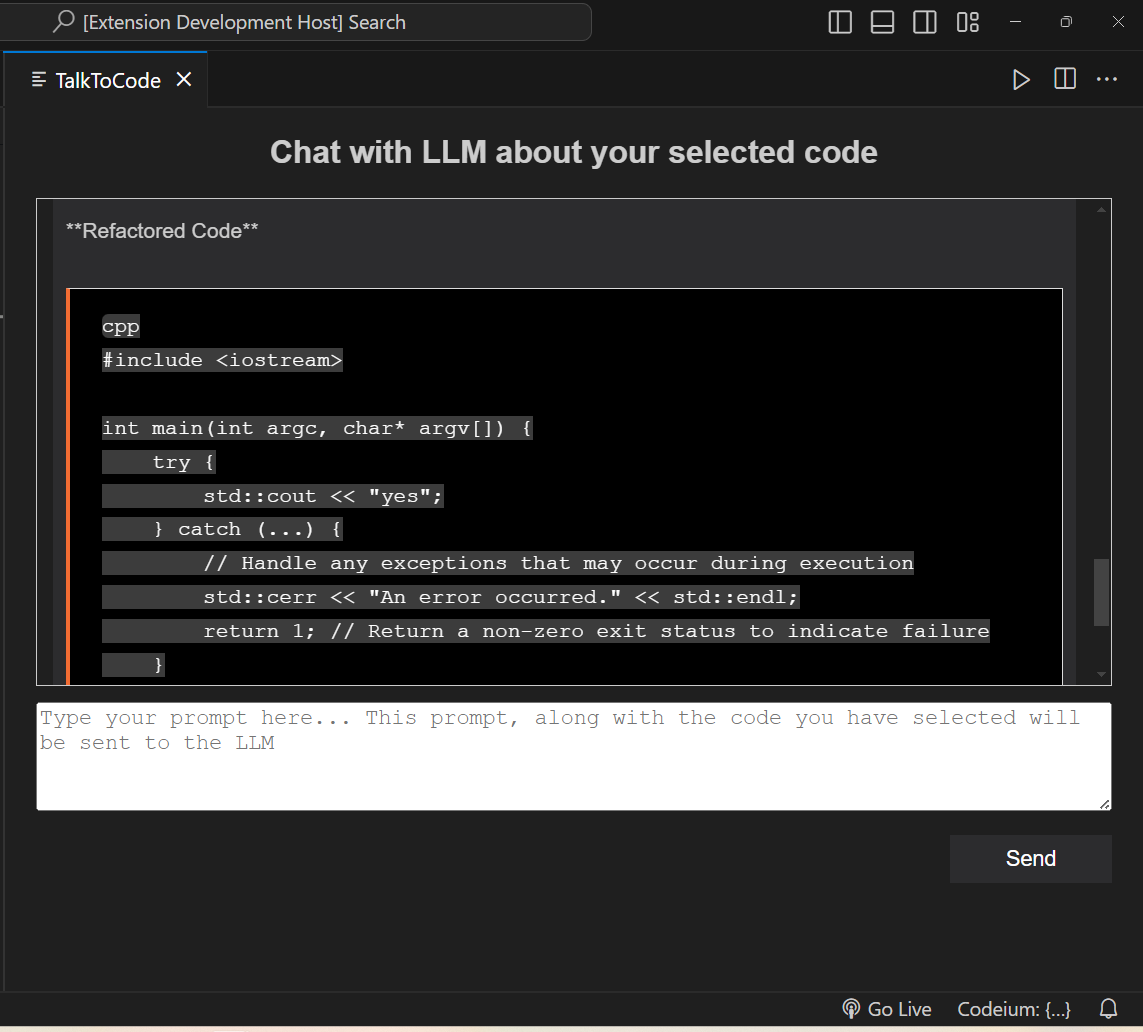 [Extension Development Host] Search
TalkToCode
Chat with LLM about your selected code
**Refactored Code**
cpp
#include <iostream>
int main(int argc, char* argv[]) {
    try {
        std::cout << "yes";
    } catch (...) {
        // Handle any exceptions that may occur during execution
        std::cerr << "An error occurred." << std::endl;
        return 1; // Return a non-zero exit status to indicate failure
    }
Type your prompt here... This prompt, along with the code you have selected will
be sent to the LLM
Send
Go Live Codeium: {...}